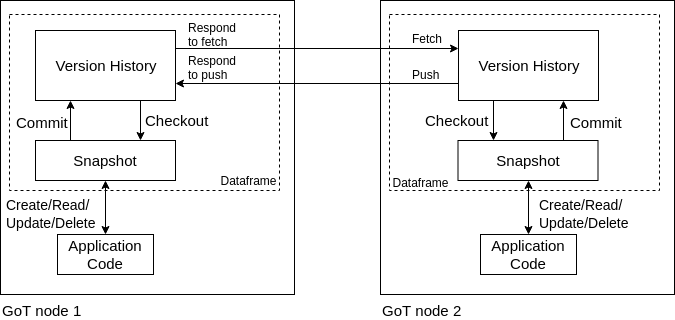 Respond
to fetch
Fetch
Version History
Version History
Respond
to push
Push
Commit
Checkout
Checkout
Commit
Snapshot
Snapshot
Dataframe
Dataframe
Create/Read/
Update/Delete
Create/Read/
Update/Delete
Application
Code
Application
Code
GoT node 1
GoT node 2